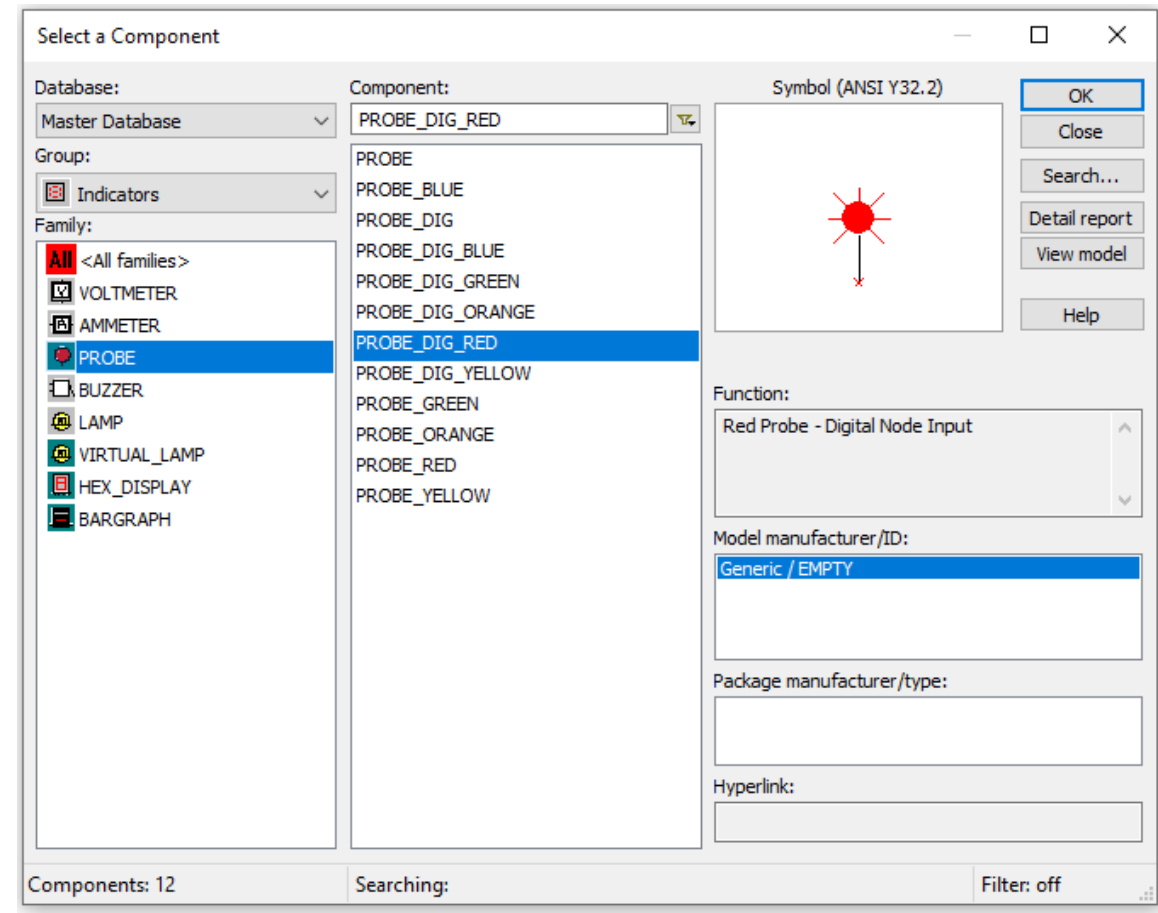 Select a Component
Database:
Master Database
Group:
Indicators
Family:
All <All families>
V VOLTMETER
A AMMETER
PROBE
BUZZER
LAMP
VIRTUAL_LAMP
HEX_DISPLAY
BARGRAPH
Component:
PROBE_DIG_RED
PROBE
PROBE_BLUE
PROBE_DIG
PROBE_DIG_BLUE
PROBE_DIG_GREEN
PROBE_DIG_ORANGE
PROBE_DIG_RED
PROBE_DIG_YELLOW
PROBE_GREEN
PROBE_ORANGE
PROBE_RED
PROBE_YELLOW
Symbol (ANSI Y32.2)
OK
Close
Search...
Detail report
View model
Help
Function:
Red Probe - Digital Node Input
Model manufacturer/ID:
Generic / EMPTY
Package manufacturer/type:
Hyperlink:
Components: 12
Searching:
Filter: off